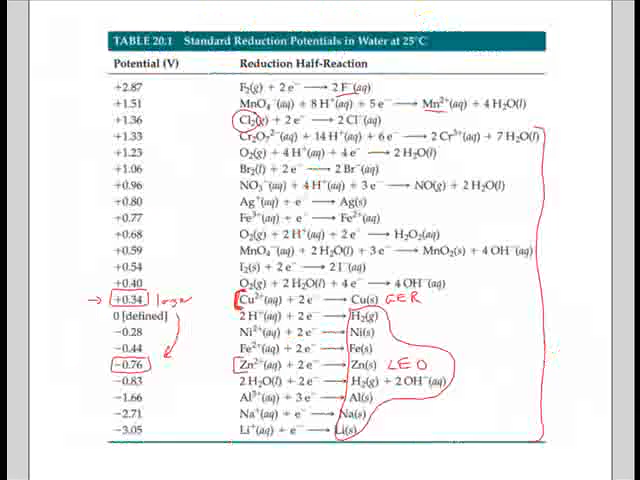 TABLE 20.1 Standard Reduction Potentials in Water at 25°C
Potential (V) Reduction Half-Reaction
+2.87 F₂(g) + 2 e⁻ ⟶ 2 F⁻(aq)
+1.51 MnO₄⁻(aq) + 8 H⁺(aq) + 5 e⁻ ⟶ Mn²⁺(aq) + 4 H₂O(l)
+1.36 Cl₂(g) + 2 e⁻ ⟶ 2 Cl⁻(aq)
+1.33 Cr₂O₇²⁻(aq) + 14 H⁺(aq) + 6 e⁻ ⟶ 2 Cr³⁺(aq) + 7 H₂O(l)
+1.23 O₂(g) + 4 H⁺(aq) + 4 e⁻ ⟶ 2 H₂O(l)
+1.06 Br₂(l) + 2 e⁻ ⟶ 2 Br⁻(aq)
+0.96 NO₃⁻(aq) + 4 H⁺(aq) + 3 e⁻ ⟶ NO(g) + 2 H₂O(l)
+0.80 Ag⁺(aq) + e⁻ ⟶ Ag(s)
+0.77 Fe³⁺(aq) + e⁻ ⟶ Fe²⁺(aq)
+0.68 O₂(g) + 2 H⁺(aq) + 2 e⁻ ⟶ H₂O₂(aq)
+0.59 MnO₄⁻(aq) + 2 H₂O(l) + 3 e⁻ ⟶ MnO₂(s) + 4 OH⁻(aq)
+0.54 I₂(s) + 2 e⁻ ⟶ 2 I⁻(aq)
+0.40 O₂(g) + 2 H₂O(l) + 4 e⁻ ⟶ 4 OH⁻(aq)
→ +0.34 larger Cu²⁺(aq) + 2 e⁻ ⟶ Cu(s) GER
0 [defined] 2 H⁺(aq) + 2 e⁻ ⟶ H₂(g)
−0.28 Ni²⁺(aq) + 2 e⁻ ⟶ Ni(s)
−0.44 Fe²⁺(aq) + 2 e⁻ ⟶ Fe(s)
−0.76 Zn²⁺(aq) + 2 e⁻ ⟶ Zn(s) LEO
−0.83 2 H₂O(l) + 2 e⁻ ⟶ H₂(g) + 2 OH⁻(aq)
−1.66 Al³⁺(aq) + 3 e⁻ ⟶ Al(s)
−2.71 Na⁺(aq) + e⁻ ⟶ Na(s)
−3.05 Li⁺(aq) + e⁻ ⟶ Li(s)